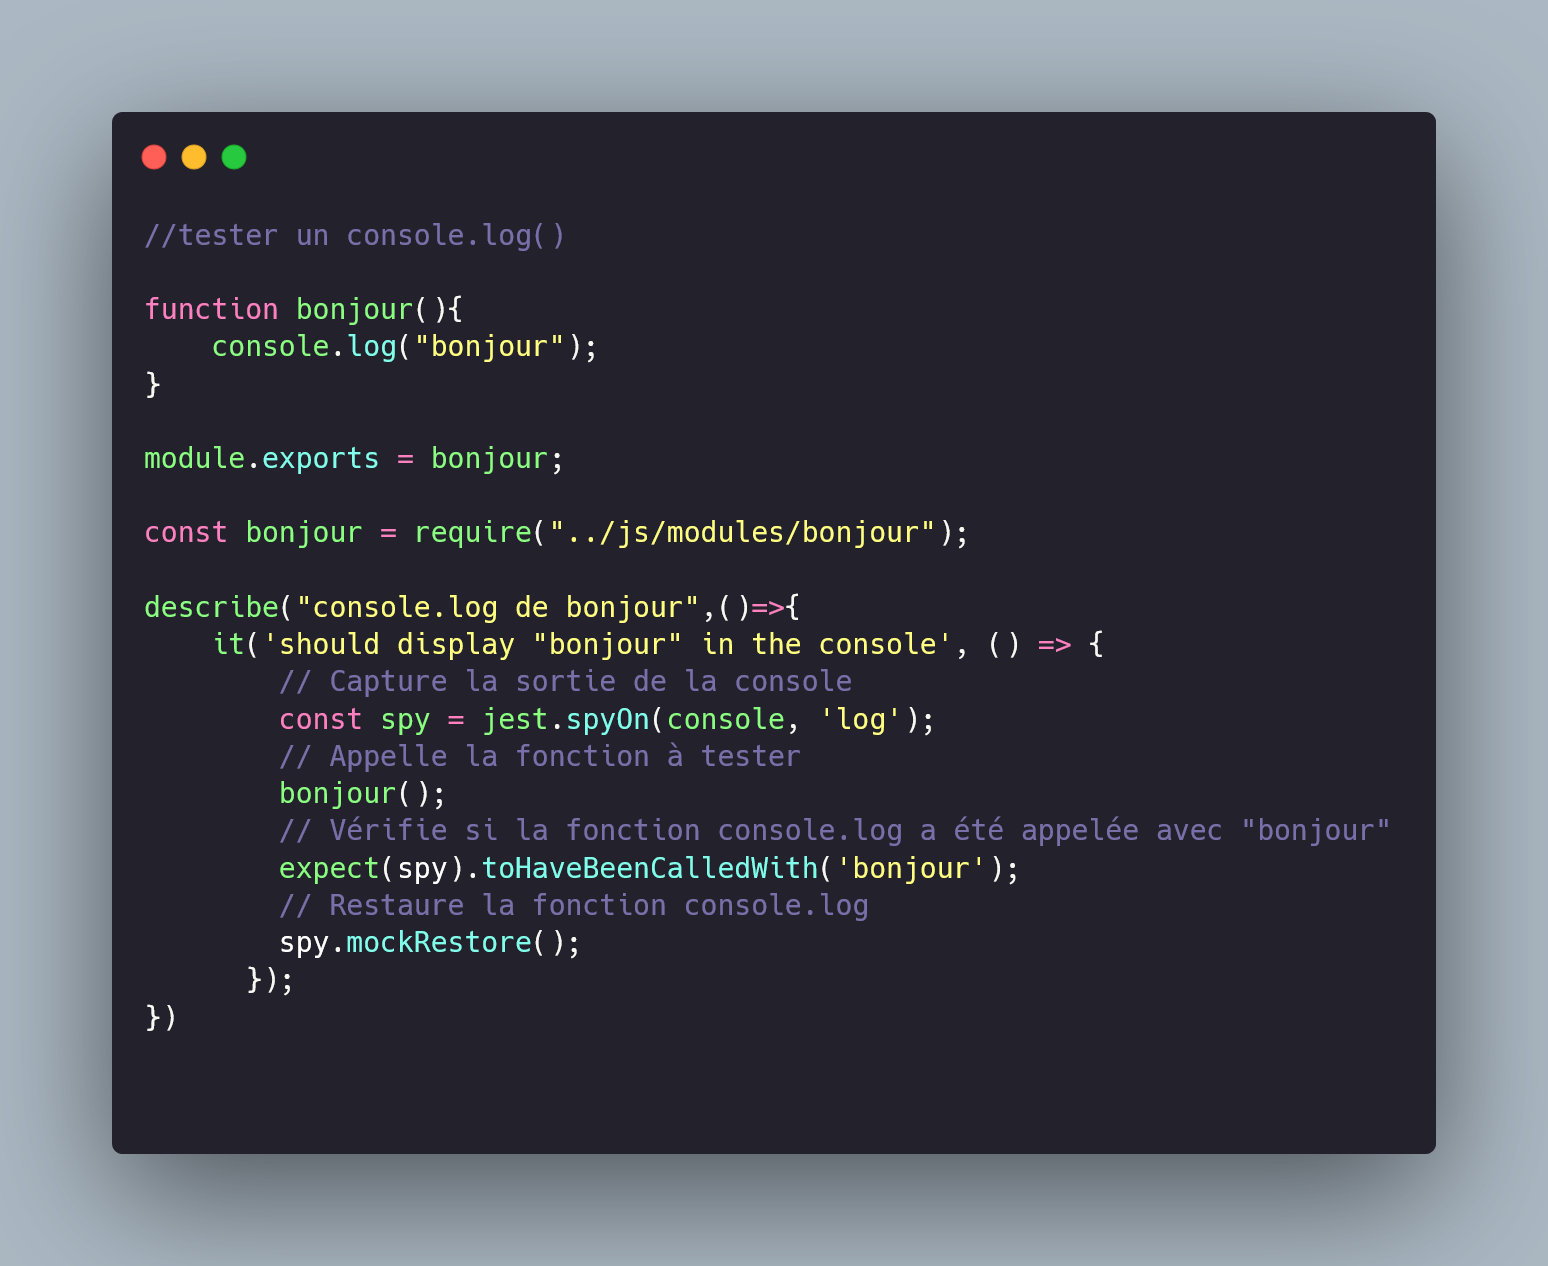 //tester un console.log()
function bonjour(){
    console.log("bonjour");
}
module.exports = bonjour;
const bonjour = require("../js/modules/bonjour");
describe("console.log de bonjour",()=>{
    it('should display "bonjour" in the console', () => {
        // Capture la sortie de la console
        const spy = jest.spyOn(console, 'log');
        // Appelle la fonction à tester
        bonjour();
        // Vérifie si la fonction console.log a été appelée avec "bonjour"
        expect(spy).toHaveBeenCalledWith('bonjour');
        // Restaure la fonction console.log
        spy.mockRestore();
      });
})